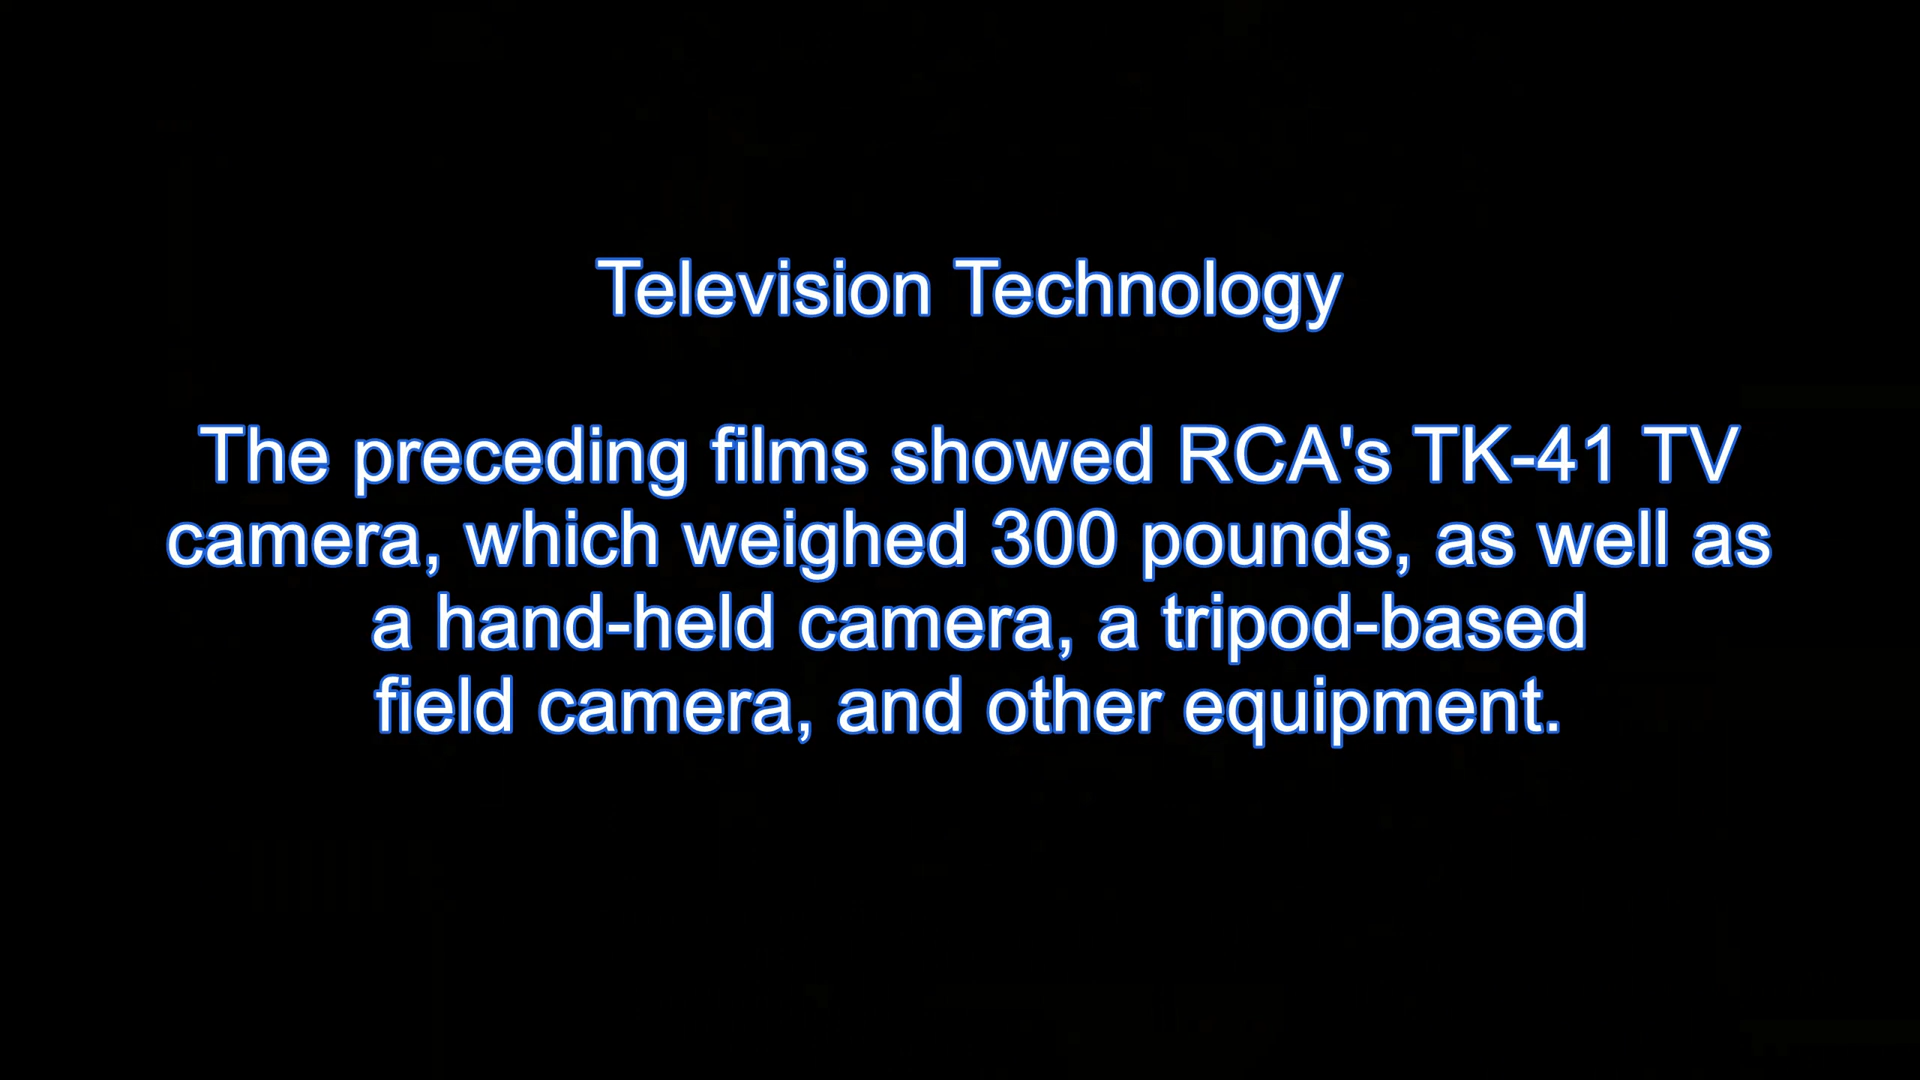 Television Technology
The preceding films showed RCA's TK-41 TV
camera, which weighed 300 pounds, as well as
a hand-held camera, a tripod-based
field camera, and other equipment.